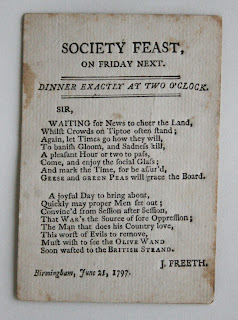 SOCIETY FEAST,
ON FRIDAY NEXT.
DINNER EXACTLY AT TWO O'CLOCK.
SIR,
WAITING for News to cheer the Land,
Whilst Crowds on Tiptoe often stand;
Again, let Times go how they will,
To banish Gloom, and Sadness kill,
A pleasant Hour or two to pass,
Come, and enjoy the social Glass;
And mark the Time, for be assur'd,
GEESE and GREEN PEAS will grace the Board.
A joyful Day to bring about,
Quickly may proper Men set out;
Convinc'd from Session after Session,
That WAR's the Source of sore Oppression;
The Man that does his Country love,
This worst of Evils to remove,
Must wish to see the OLIVE WAND
Soon wafted to the BRITISH STRAND.
J. FREETH.
Birmingham, June 21, 1797.